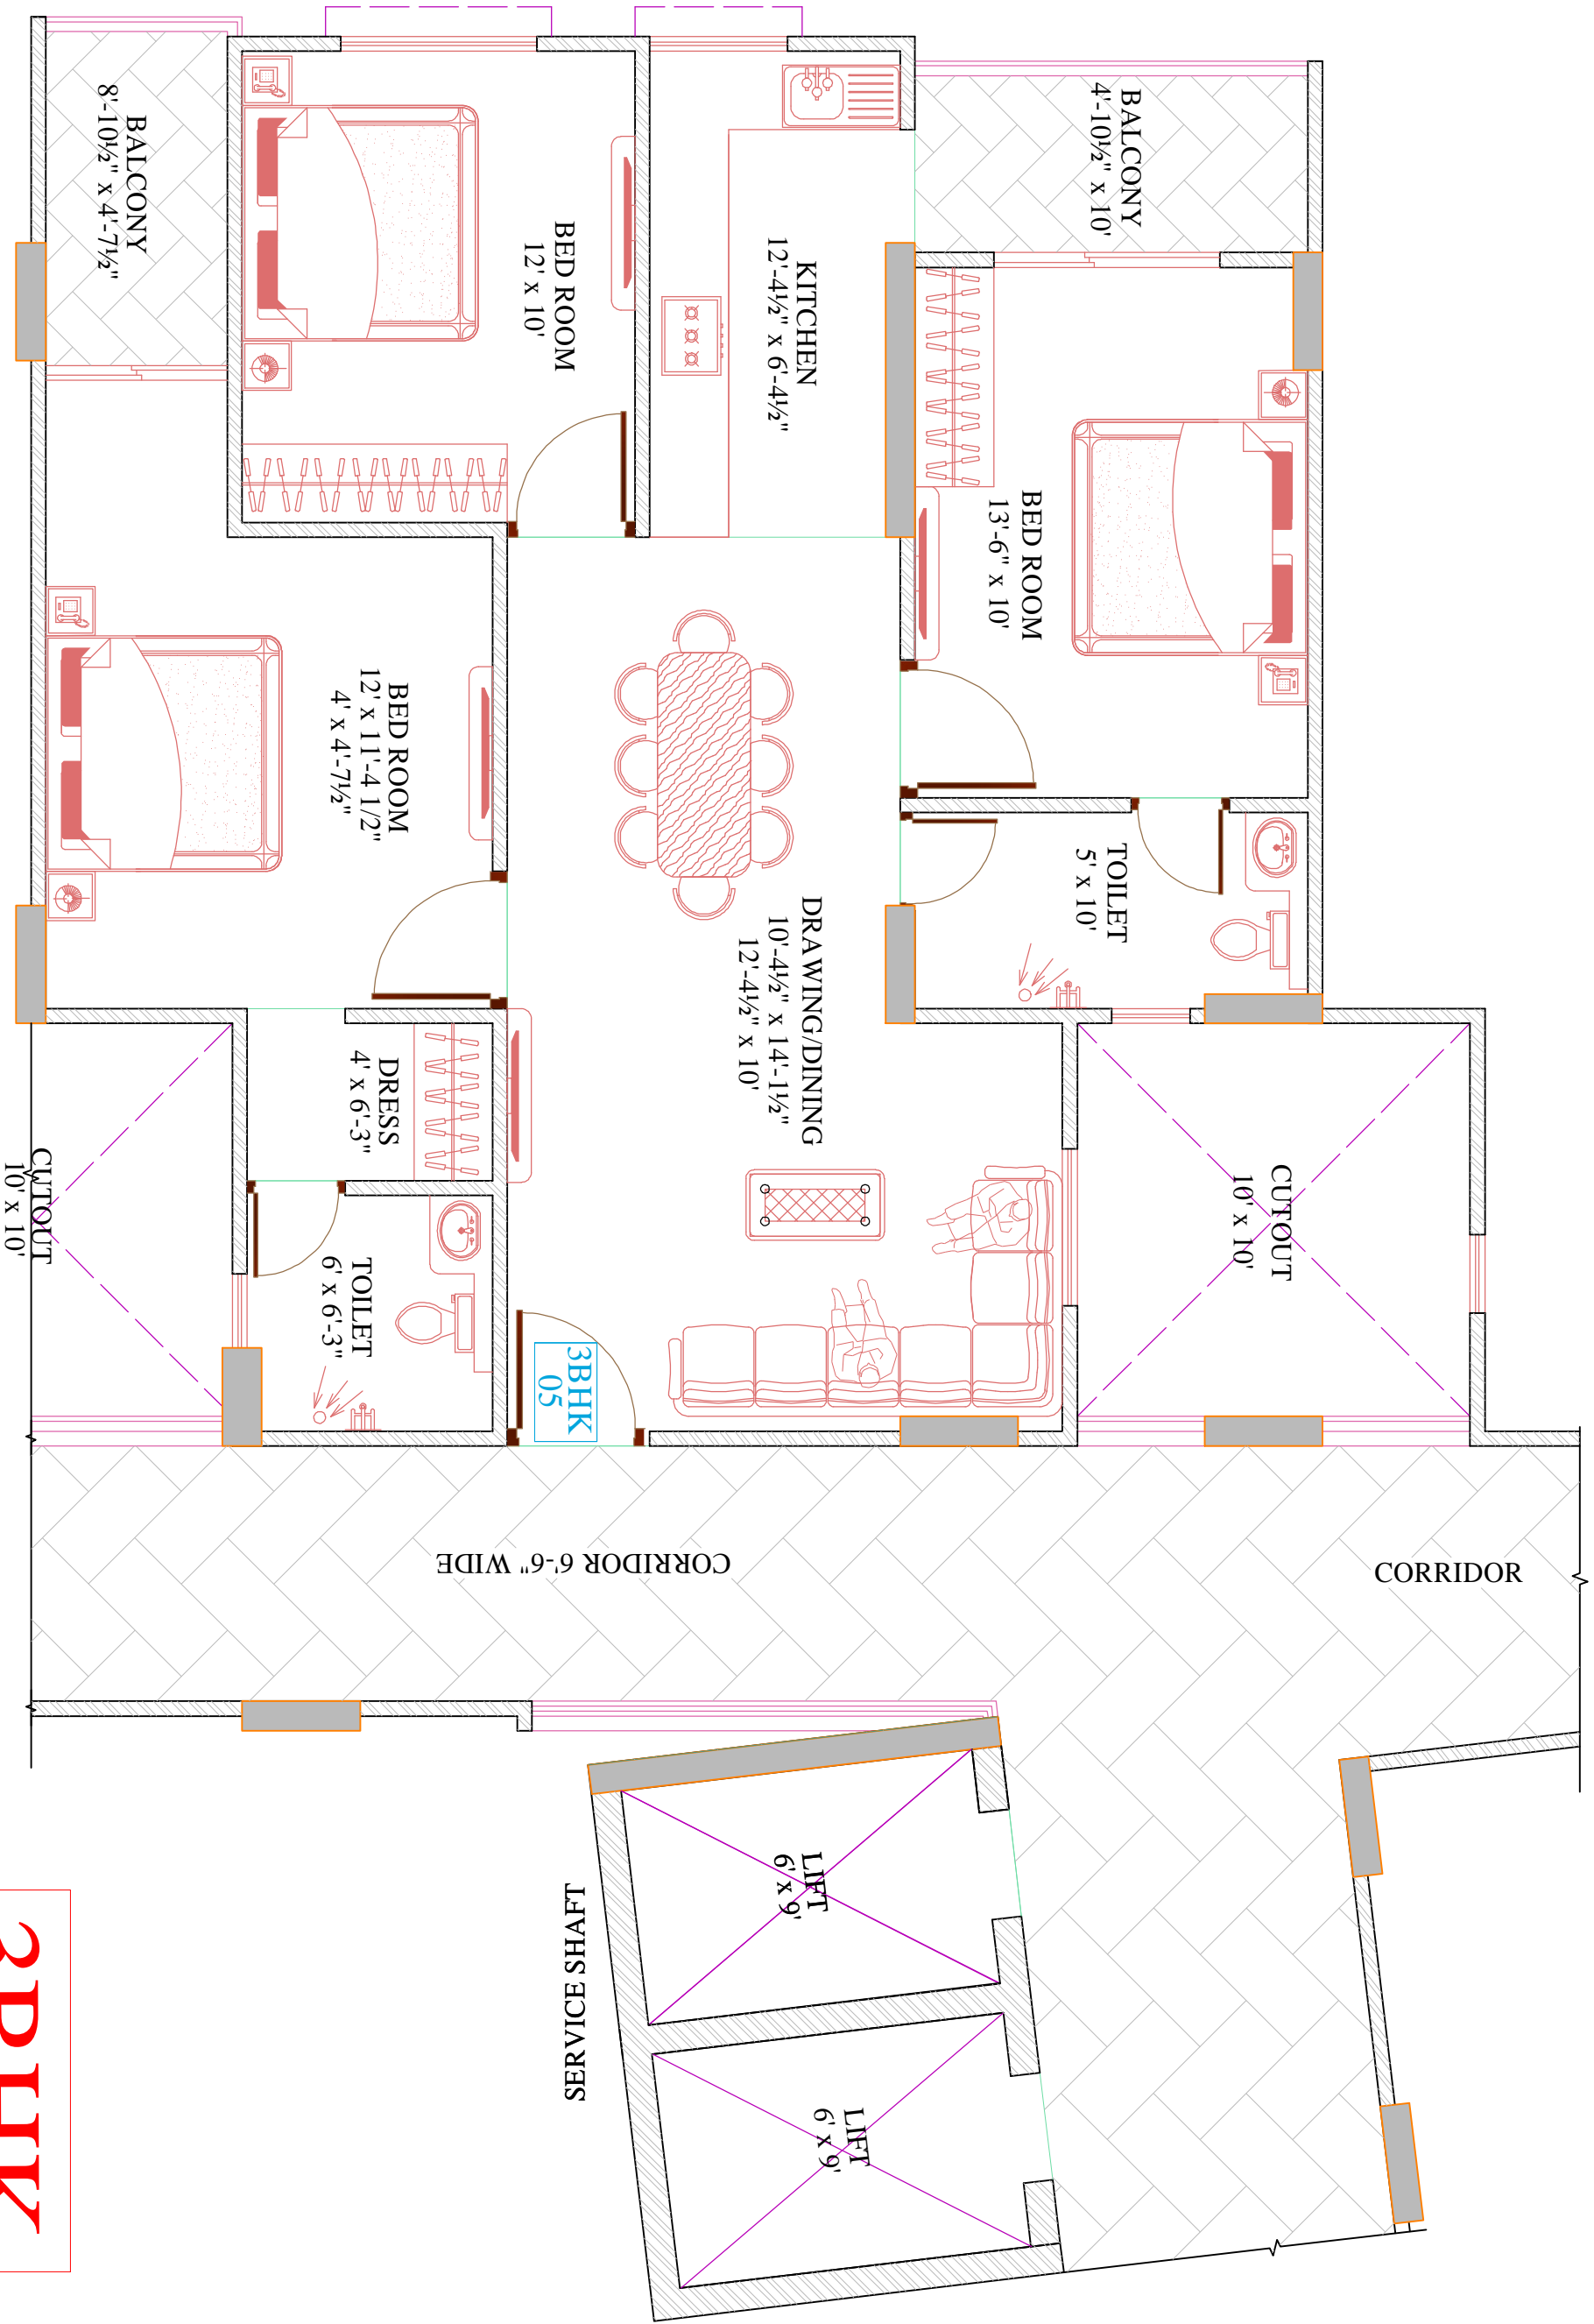 BALCONY
4'-10½" x 10'
BED ROOM
13'-6" x 10'
TOILET
5' x 10'
CUTOUT
10' x 10'
CORRIDOR
KITCHEN
12'-4½" x 6'-4½"
DRAWING/DINING
10'-4½" x 14'-1½"
12'-4½" x 10'
BED ROOM
12' x 10'
3BHK
05
CORRIDOR 6'-6" WIDE
LIFT
6' x 9'
LIFT
6' x 9'
SERVICE SHAFT
BALCONY
8'-10½" x 4'-7½"
BED ROOM
12' x 11'-4 1/2"
4' x 4'-7½"
DRESS
4' x 6'-3"
TOILET
6' x 6'-3"
CUTOUT
10' x 10'
3BHK